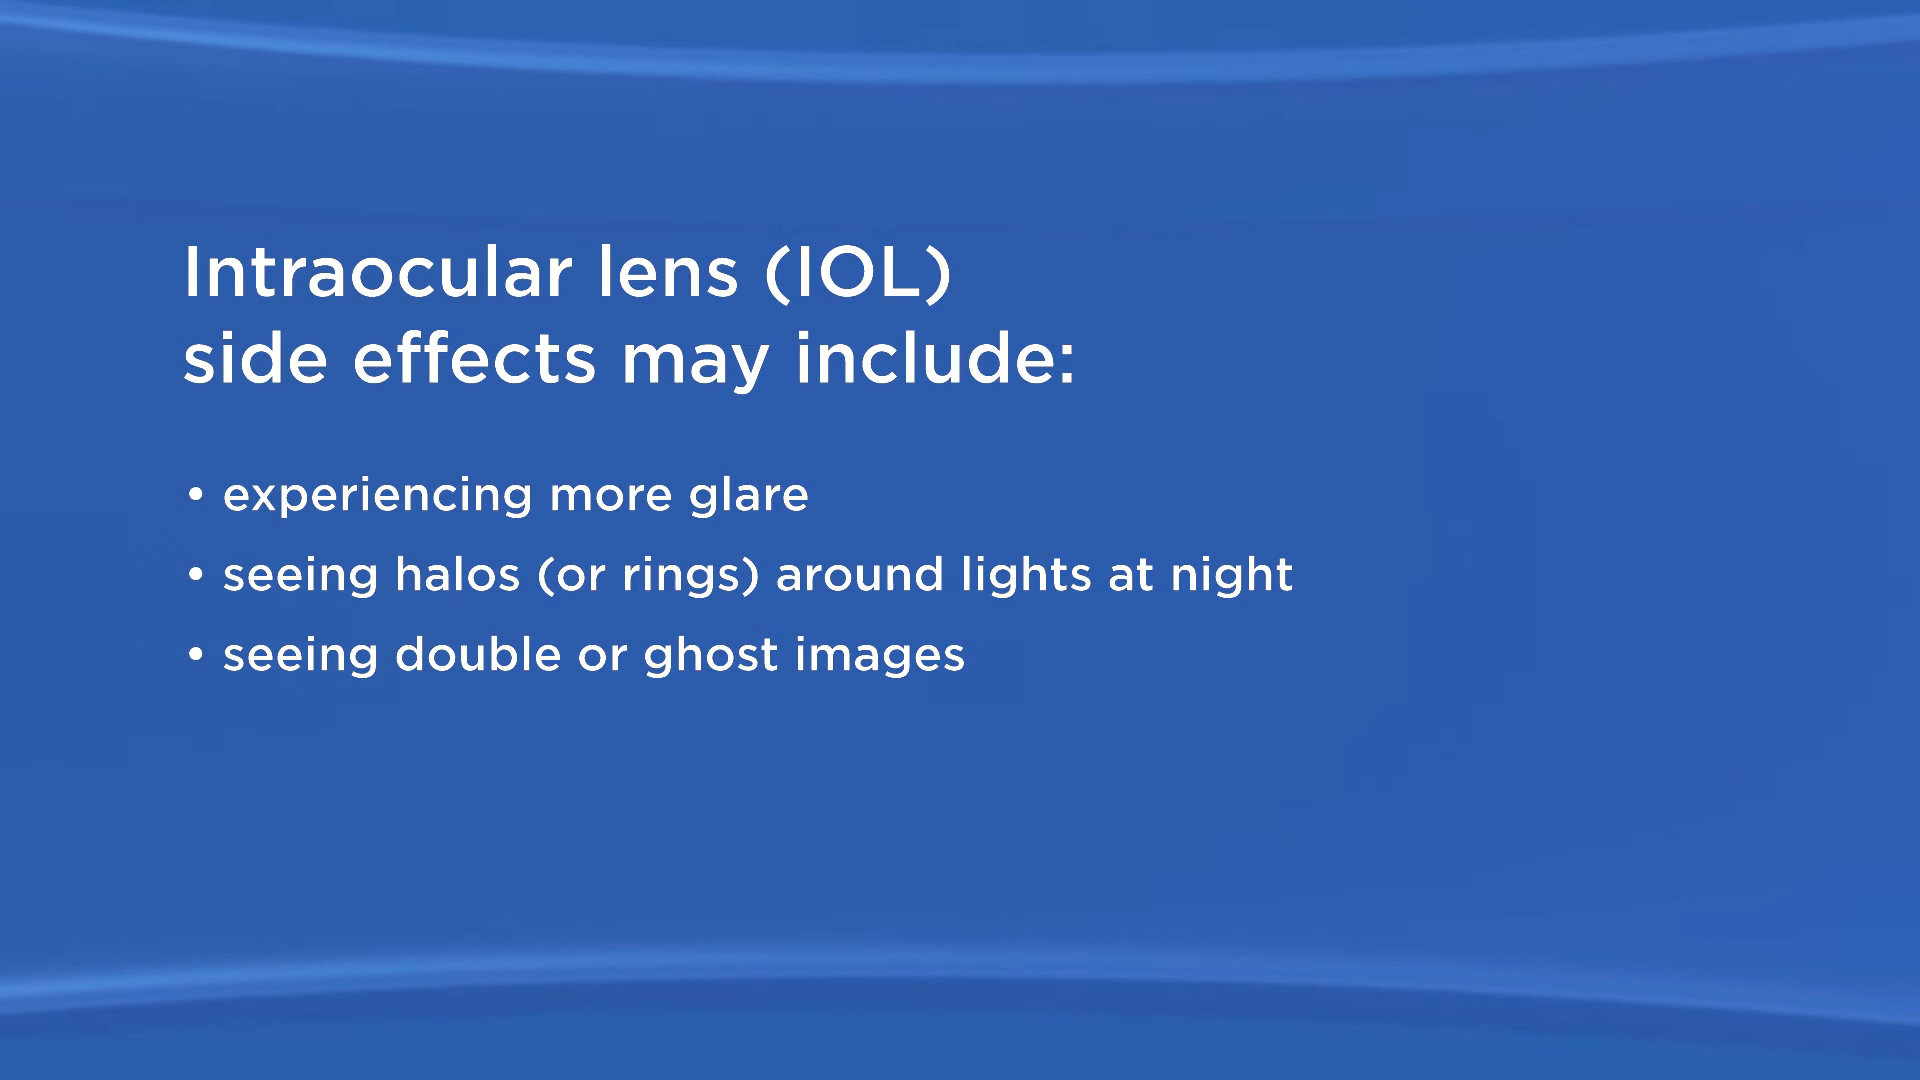 Intraocular lens (IOL)
side effects may include:
• experiencing more glare
• seeing halos (or rings) around lights at night
• seeing double or ghost images